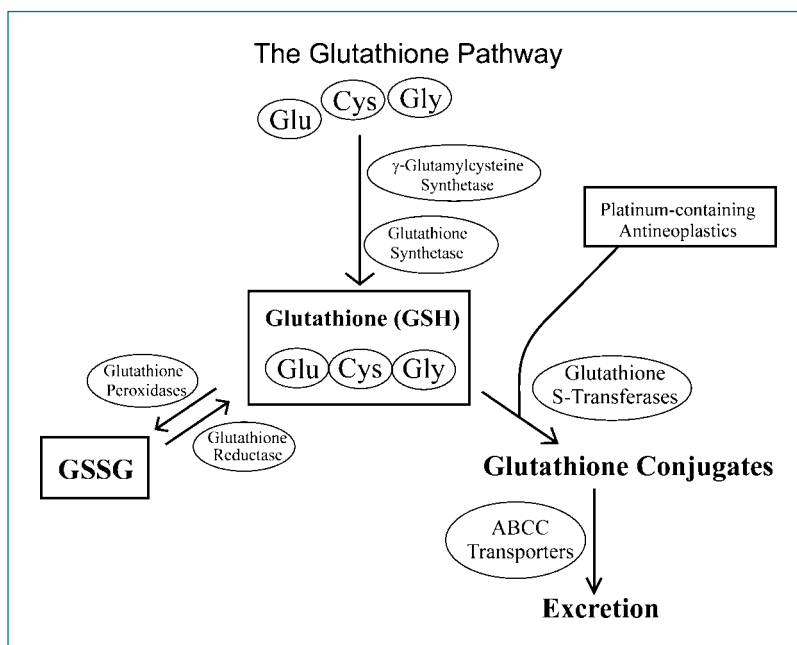 The Glutathione Pathway
Glu Cys Gly
γ-Glutamylcysteine
Synthetase
Platinum-containing
Antineoplastics
Glutathione
Synthetase
Glutathione (GSH)
Glu Cys Gly
Glutathione
Peroxidases
Glutathione
S-Transferases
Glutathione
Reductase
GSSG
Glutathione Conjugates
ABCC
Transporters
Excretion